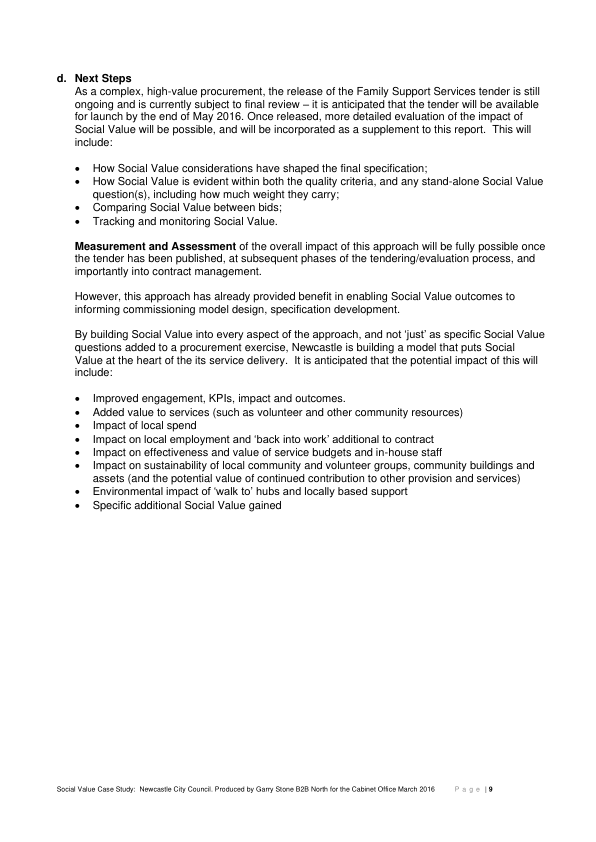 d. Next Steps
As a complex, high-value procurement, the release of the Family Support Services tender is still
ongoing and is currently subject to final review – it is anticipated that the tender will be available
for launch by the end of May 2016. Once released, more detailed evaluation of the impact of
Social Value will be possible, and will be incorporated as a supplement to this report.  This will
include:
• How Social Value considerations have shaped the final specification;
• How Social Value is evident within both the quality criteria, and any stand-alone Social Value
question(s), including how much weight they carry;
• Comparing Social Value between bids;
• Tracking and monitoring Social Value.
Measurement and Assessment of the overall impact of this approach will be fully possible once
the tender has been published, at subsequent phases of the tendering/evaluation process, and
importantly into contract management.
However, this approach has already provided benefit in enabling Social Value outcomes to
informing commissioning model design, specification development.
By building Social Value into every aspect of the approach, and not ‘just’ as specific Social Value
questions added to a procurement exercise, Newcastle is building a model that puts Social
Value at the heart of the its service delivery.  It is anticipated that the potential impact of this will
include:
• Improved engagement, KPIs, impact and outcomes.
• Added value to services (such as volunteer and other community resources)
• Impact of local spend
• Impact on local employment and ‘back into work’ additional to contract
• Impact on effectiveness and value of service budgets and in-house staff
• Impact on sustainability of local community and volunteer groups, community buildings and
assets (and the potential value of continued contribution to other provision and services)
• Environmental impact of ‘walk to’ hubs and locally based support
• Specific additional Social Value gained
Social Value Case Study:  Newcastle City Council. Produced by Garry Stone B2B North for the Cabinet Office March 2016 Page | 9